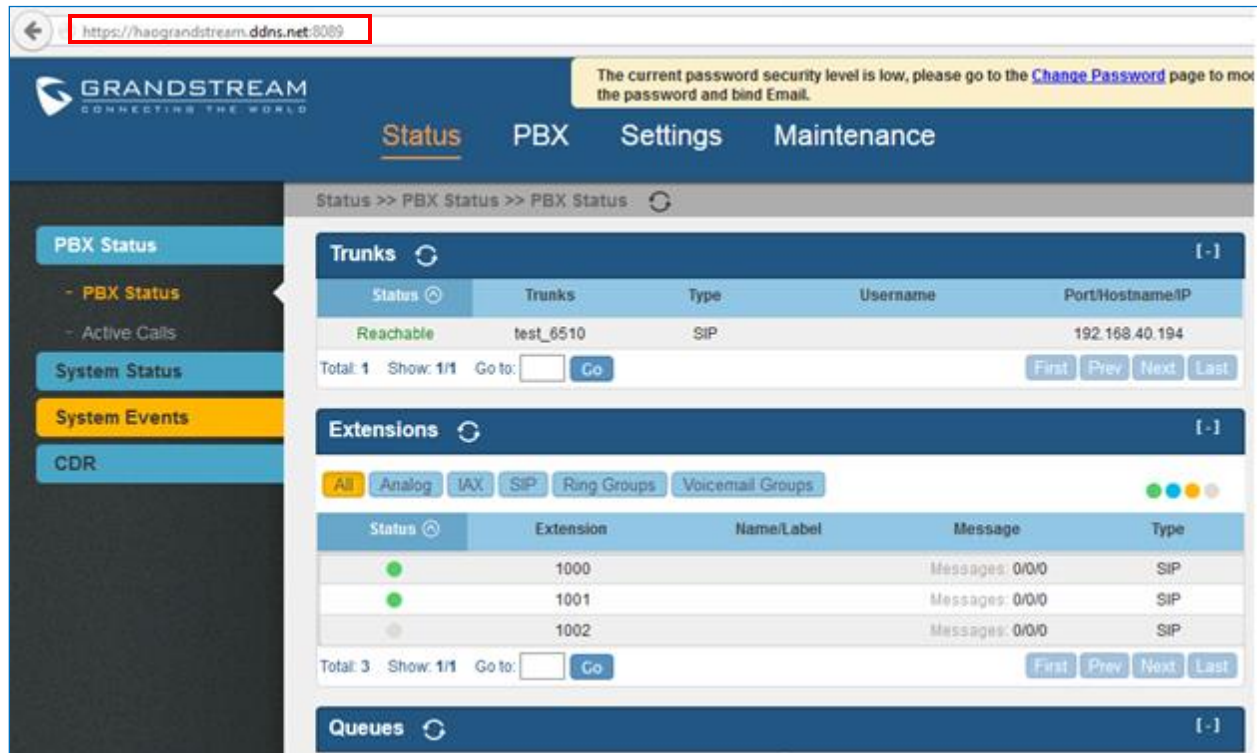 https://haograndstream.ddns.net:8089
GRANDSTREAM
CONNECTING THE WORLD
The current password security level is low, please go to the Change Password page to mod
the password and bind Email.
Status PBX Settings Maintenance
Status >> PBX Status >> PBX Status
PBX Status
- PBX Status
- Active Calls
System Status
System Events
CDR
Trunks [-]
Status Trunks Type Username Port/Hostname/IP
Reachable test_6510 SIP 192.168.40.194
Total: 1 Show: 1/1 Go to: Go First Prev Next Last
Extensions [-]
All Analog IAX SIP Ring Groups Voicemail Groups
Status Extension Name/Label Message Type
1000 Messages: 0/0/0 SIP
1001 Messages: 0/0/0 SIP
1002 Messages: 0/0/0 SIP
Total: 3 Show: 1/1 Go to: Go First Prev Next Last
Queues [-]